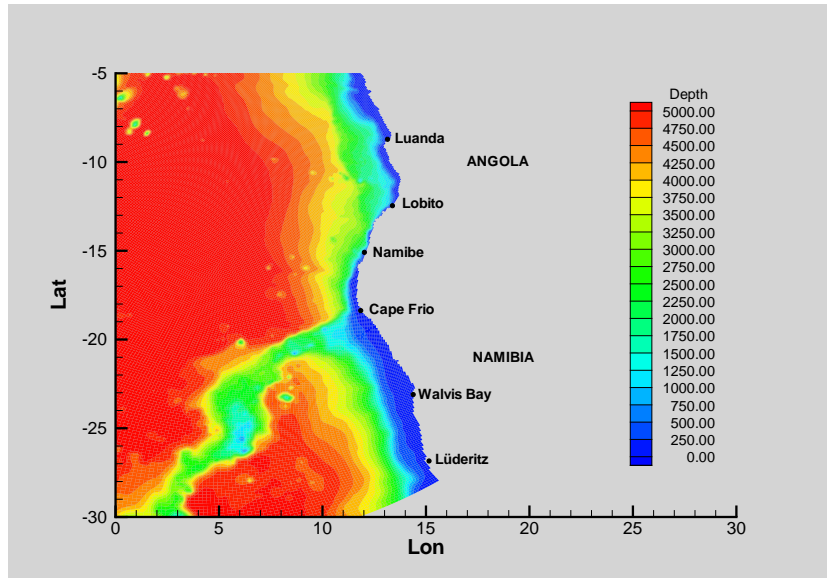 Depth
5000.00
4750.00
4500.00
4250.00
4000.00
3750.00
3500.00
3250.00
3000.00
2750.00
2500.00
2250.00
2000.00
1750.00
1500.00
1250.00
1000.00
750.00
500.00
250.00
0.00
-5
-10
-15
-20
-25
-30
Lat
Luanda
ANGOLA
Lobito
Namibe
Cape Frio
NAMIBIA
Walvis Bay
Lüderitz
0 5 10 15 20 25 30
Lon